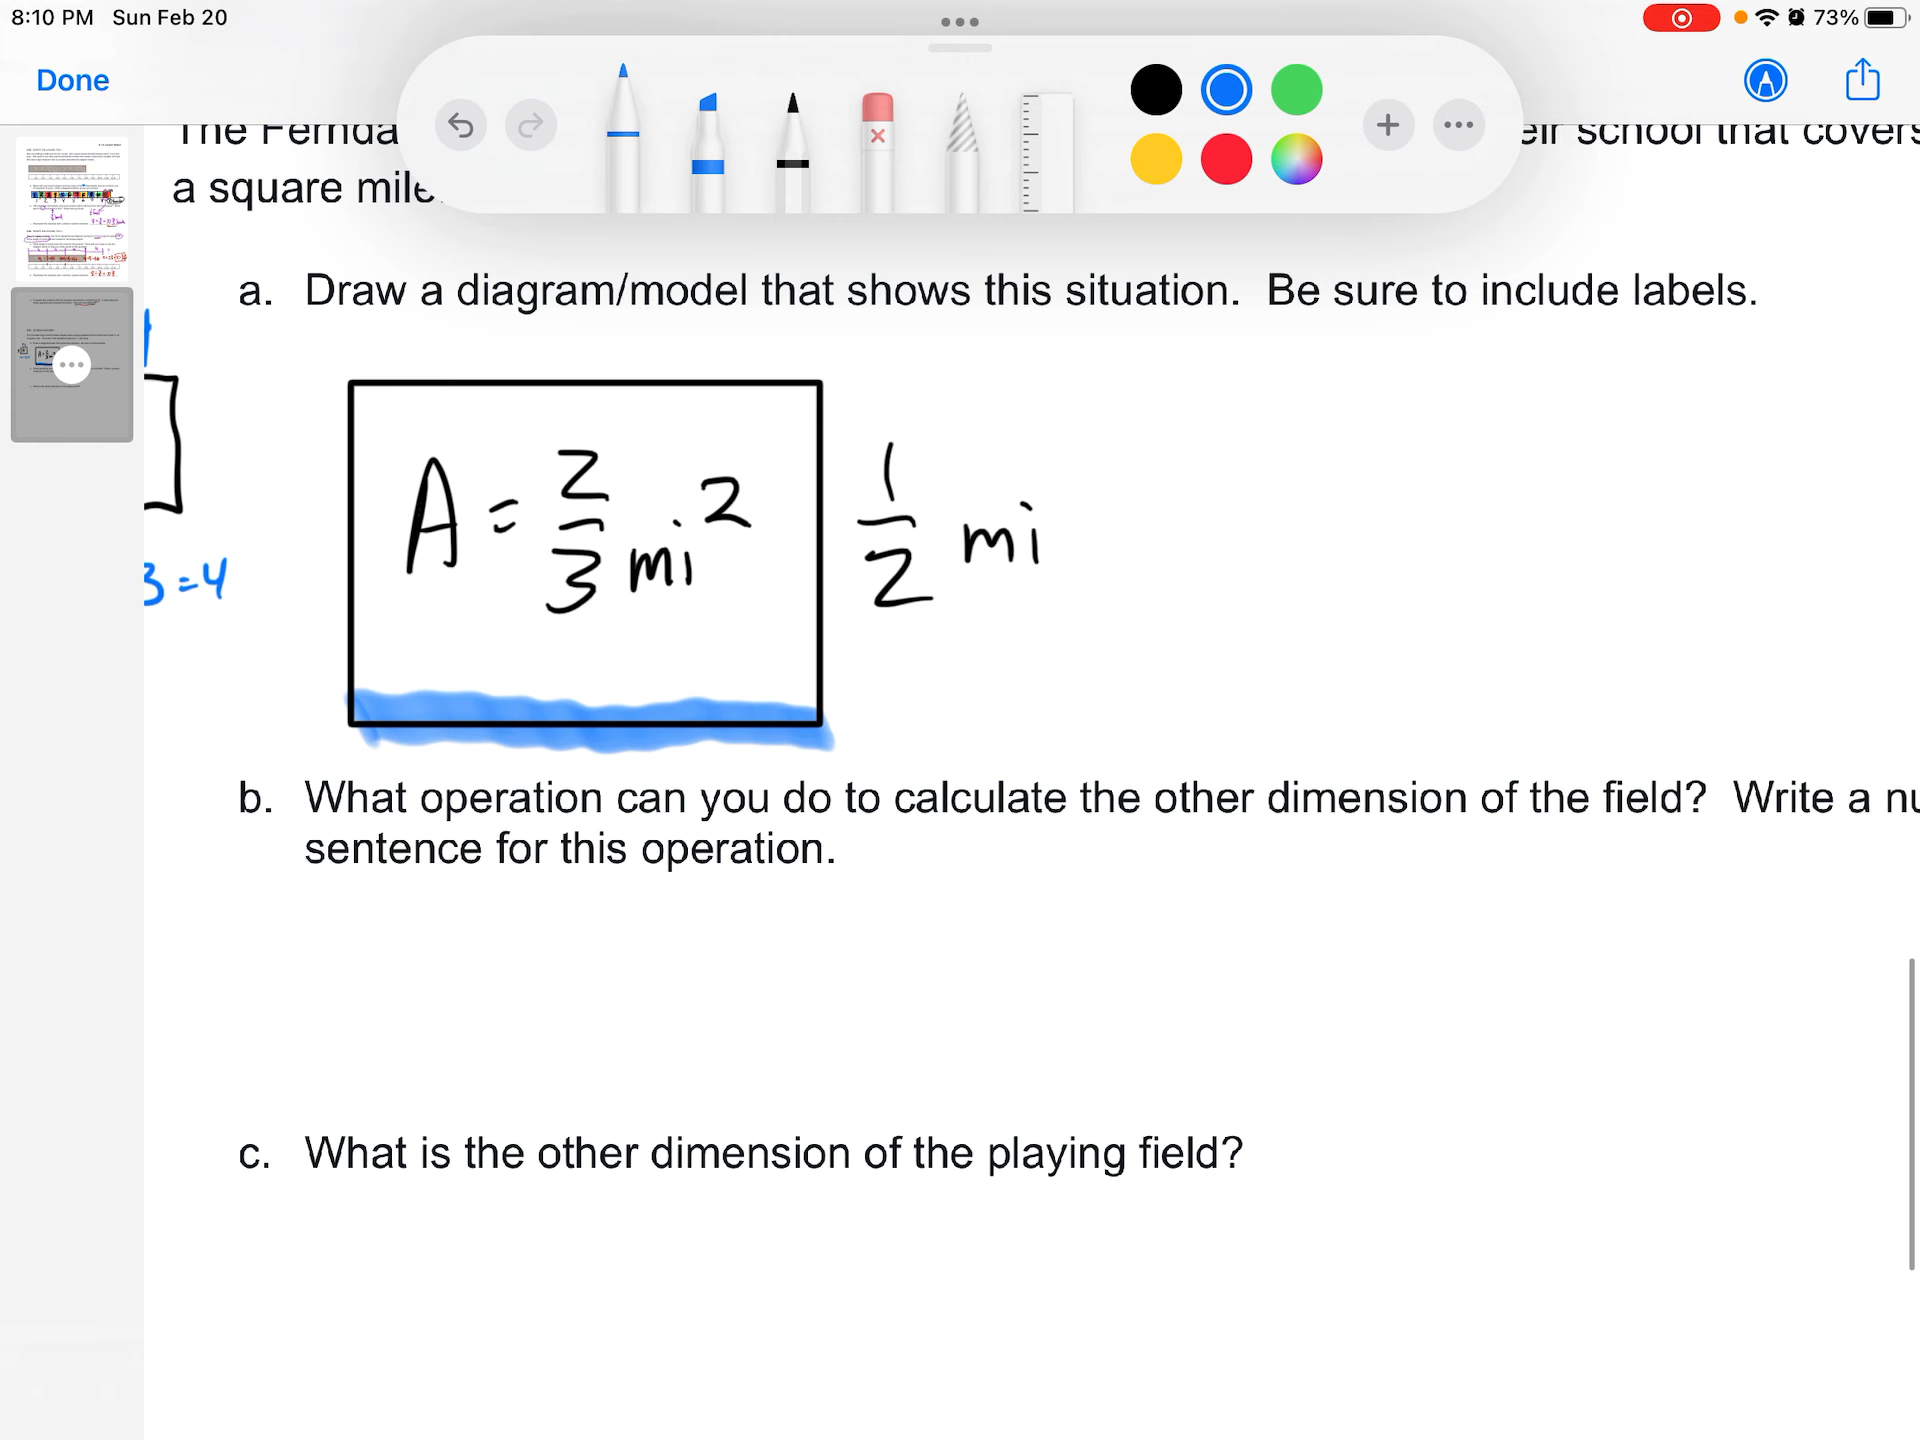 8:10 PM Sun Feb 20
73%
Done
The Fernda
eir school that covers
a square mile
a. Draw a diagram/model that shows this situation. Be sure to include labels.
A = 2/3 mi²
1/2 mi
3 = 4
b. What operation can you do to calculate the other dimension of the field? Write a nu
sentence for this operation.
c. What is the other dimension of the playing field?